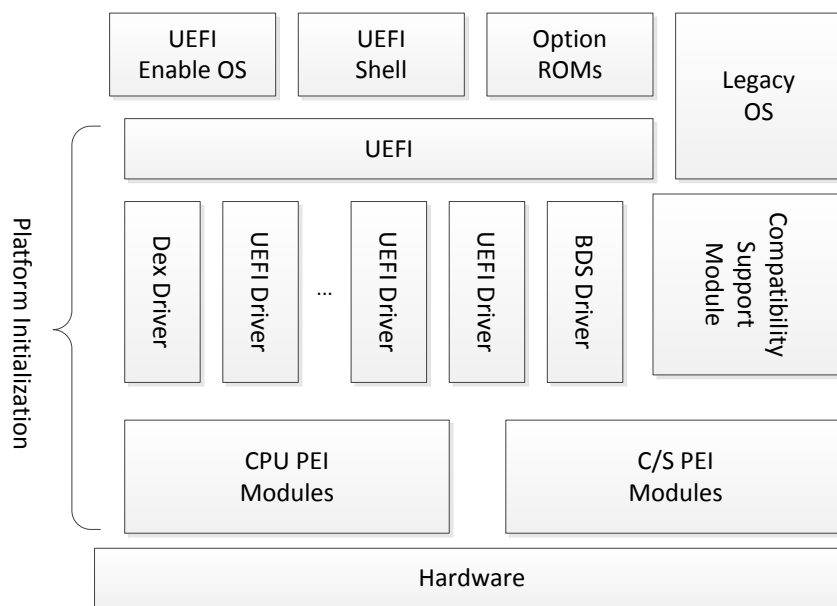 UEFI
Enable OS
UEFI
Shell
Option
ROMs
Legacy
OS
UEFI
Platform Initialization
Dex Driver
UEFI Driver
...
UEFI Driver
UEFI Driver
BDS Driver
Compatibility
Support
Module
CPU PEI
Modules
C/S PEI
Modules
Hardware